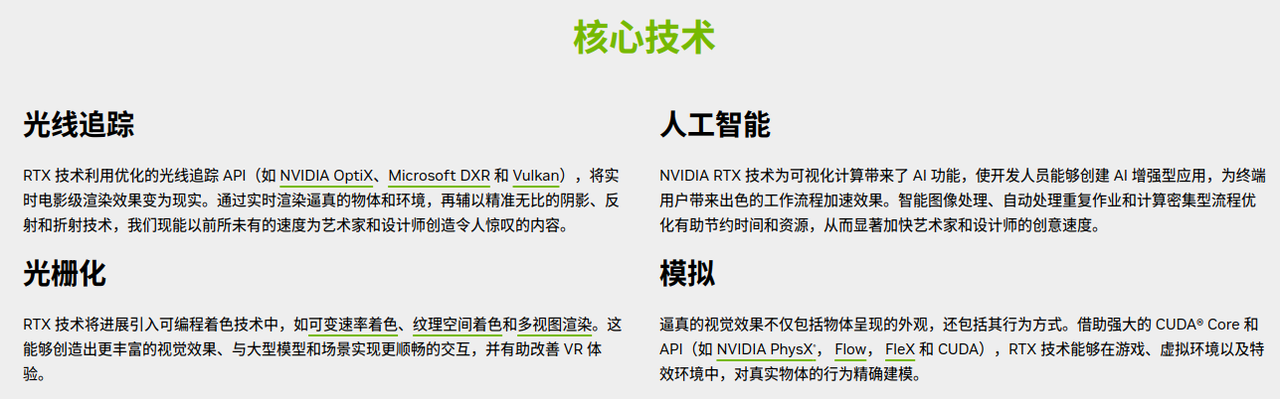 核心技术
光线追踪
RTX 技术利用优化的光线追踪 API（如 NVIDIA OptiX、Microsoft DXR 和 Vulkan），将实
时电影级渲染效果变为现实。通过实时渲染逼真的物体和环境，再辅以精准无比的阴影、反
射和折射技术，我们现能以前所未有的速度为艺术家和设计师创造令人惊叹的内容。
人工智能
NVIDIA RTX 技术为可视化计算带来了 AI 功能，使开发人员能够创建 AI 增强型应用，为终端
用户带来出色的工作流程加速效果。智能图像处理、自动处理重复作业和计算密集型流程优
化有助节约时间和资源，从而显著加快艺术家和设计师的创意速度。
光栅化
RTX 技术将进展引入可编程着色技术中，如可变速率着色、纹理空间着色和多视图渲染。这
能够创造出更丰富的视觉效果、与大型模型和场景实现更顺畅的交互，并有助改善 VR 体
验。
模拟
逼真的视觉效果不仅包括物体呈现的外观，还包括其行为方式。借助强大的 CUDA® Core 和
API（如 NVIDIA PhysX®， Flow， FleX 和 CUDA），RTX 技术能够在游戏、虚拟环境以及特
效环境中，对真实物体的行为精确建模。